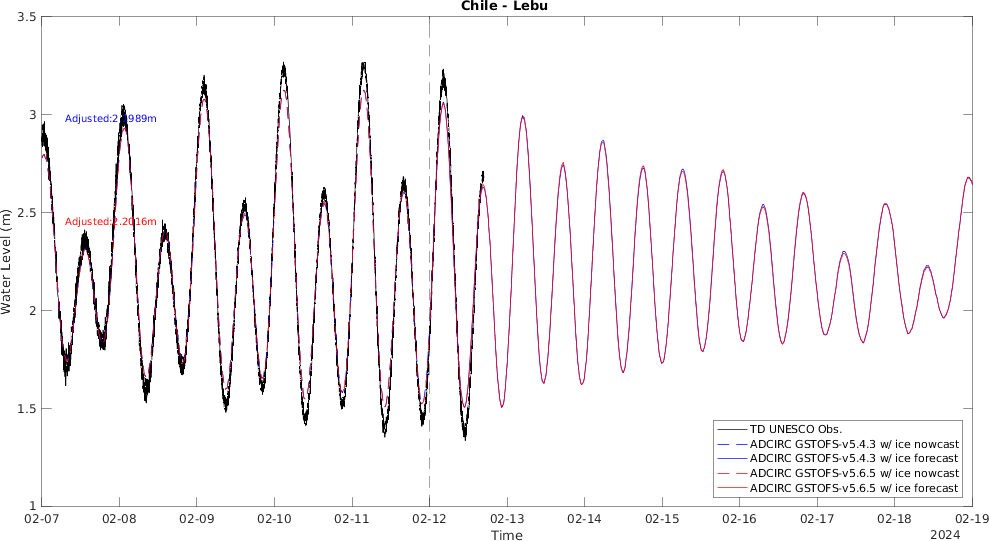 Chile - Lebu
3.5
3
2.5
2
1.5
1
Water Level (m)
Adjusted:2.1989m
Adjusted:2.2016m
TD UNESCO Obs.
ADCIRC GSTOFS-v5.4.3 w/ ice nowcast
ADCIRC GSTOFS-v5.4.3 w/ ice forecast
ADCIRC GSTOFS-v5.6.5 w/ ice nowcast
ADCIRC GSTOFS-v5.6.5 w/ ice forecast
02-07 02-08 02-09 02-10 02-11 02-12 02-13 02-14 02-15 02-16 02-17 02-18 02-19
Time
2024